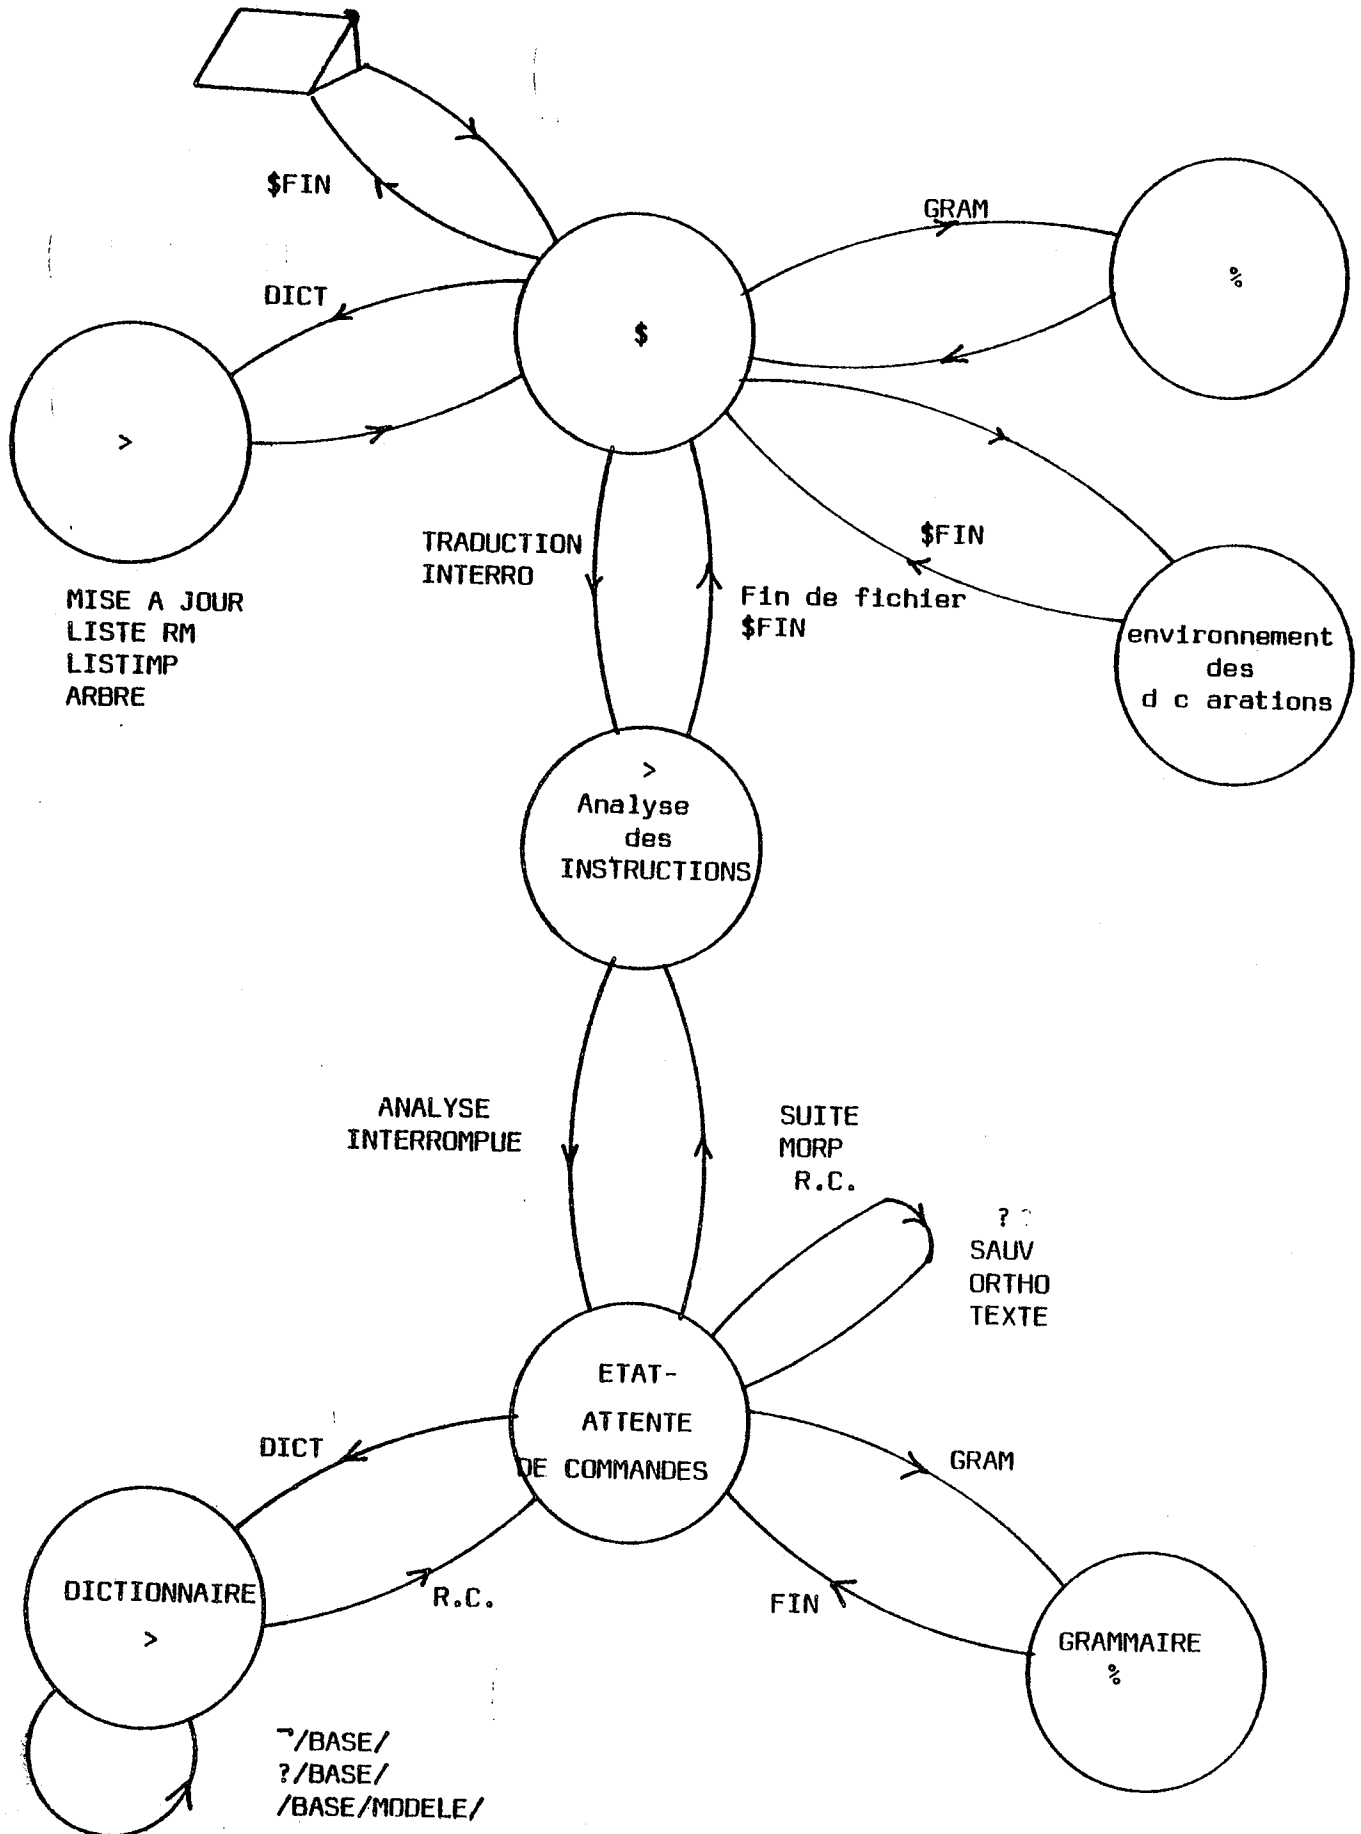 $FIN
GRAM
%
DICT
$
>
MISE A JOUR
LISTE RM
LISTIMP
ARBRE
TRADUCTION
INTERRO
Fin de fichier
$FIN
$FIN
environnement
des
d c arations
>
Analyse
des
INSTRUCTIONS
ANALYSE
INTERROMPUE
SUITE
MORP
R.C.
?
SAUV
ORTHO
TEXTE
ETAT-
ATTENTE
DE COMMANDES
DICT
GRAM
DICTIONNAIRE
>
R.C.
FIN
GRAMMAIRE
%
¬/BASE/
?/BASE/
/BASE/MODELE/